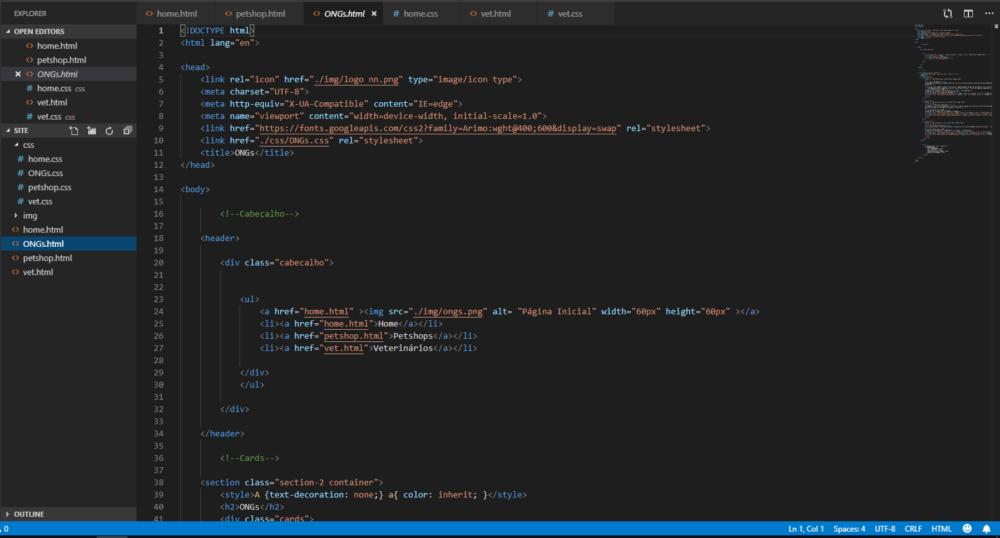 EXPLORER
OPEN EDITORS
home.html
petshop.html
ONGs.html
home.css css
vet.html
vet.css css
SITE
css
home.css
ONGs.css
petshop.css
vet.css
img
home.html
ONGs.html
petshop.html
vet.html
OUTLINE
home.html petshop.html ONGs.html home.css vet.html vet.css
1 <!DOCTYPE html>
2 <html lang="en">
3
4 <head>
5 <link rel="icon" href="./img/logo nn.png" type="image/icon type">
6 <meta charset="UTF-8">
7 <meta http-equiv="X-UA-Compatible" content="IE=edge">
8 <meta name="viewport" content="width=device-width, initial-scale=1.0">
9 <link href="https://fonts.googleapis.com/css2?family=Arimo:wght@400;600&display=swap" rel="stylesheet">
10 <link href="./css/ONGs.css" rel="stylesheet">
11 <title>ONGs</title>
12 </head>
13
14 <body>
15
16 <!--Cabeçalho-->
17
18 <header>
19
20 <div class="cabecalho">
21
22
23 <ul>
24 <a href="home.html" ><img src="./img/ongs.png" alt= "Página Inicial" width="60px" height="60px" ></a>
25 <li><a href="home.html">Home</a></li>
26 <li><a href="petshop.html">Petshops</a></li>
27 <li><a href="vet.html">Veterinários</a></li>
28
29 </div>
30 </ul>
31
32 </div>
33
34 </header>
35
36 <!--Cards-->
37
38 <section class="section-2 container">
39 <style>A {text-decoration: none;} a{ color: inherit; }</style>
40 <h2>ONGs</h2>
41 <div class="cards">
0 Ln 1, Col 1 Spaces: 4 UTF-8 CRLF HTML